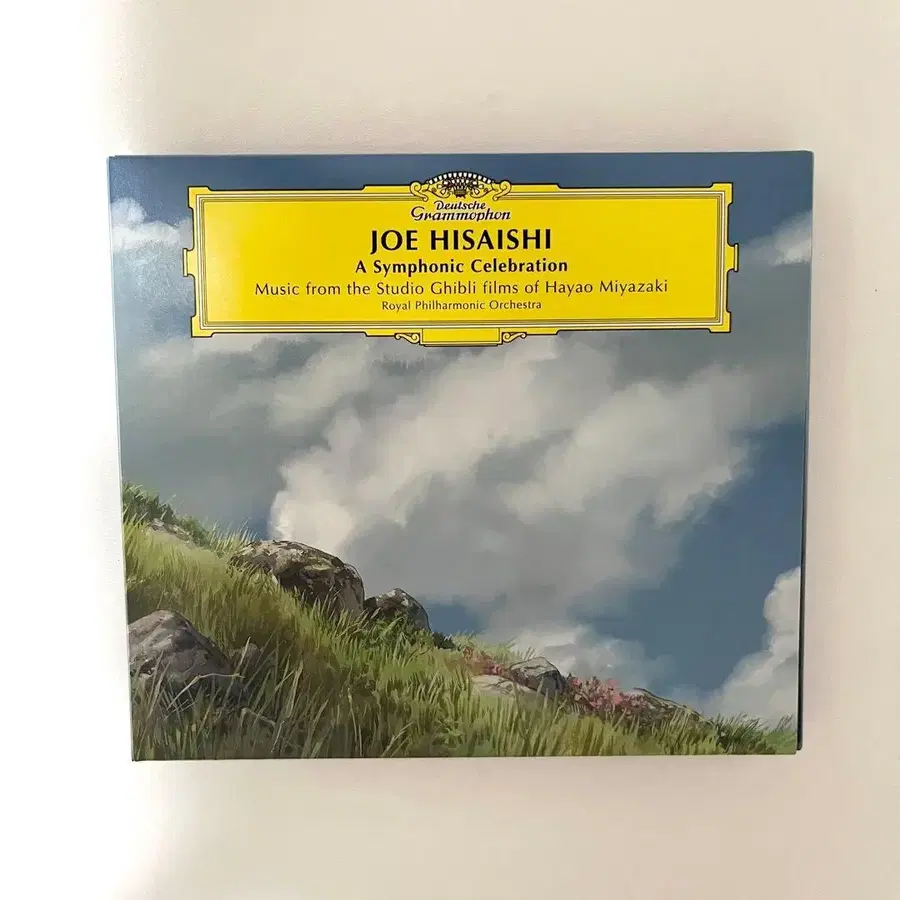 Deutsche
Grammophon
JOE HISAISHI
A Symphonic Celebration
Music from the Studio Ghibli films of Hayao Miyazaki
Royal Philharmonic Orchestra